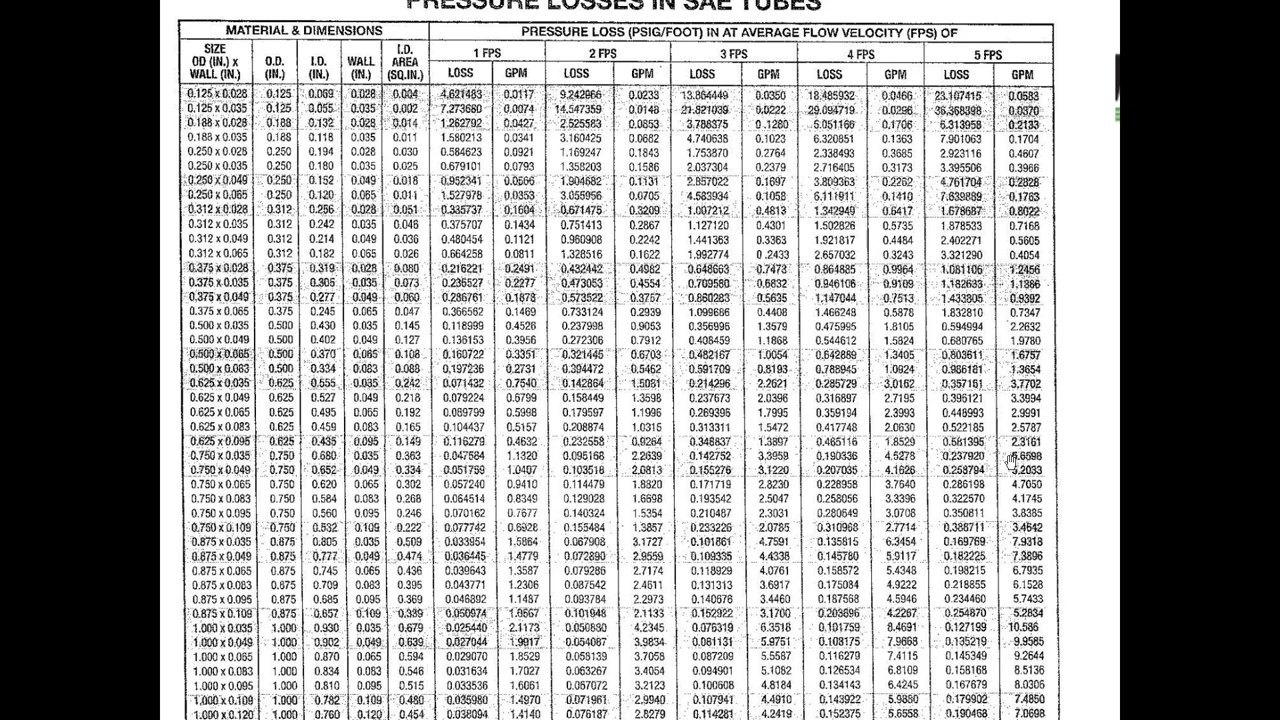 PRESSURE LOSSES IN SAE TUBES
MATERIAL & DIMENSIONS PRESSURE LOSS (PSIG/FOOT) IN AT AVERAGE FLOW VELOCITY (FPS) OF
SIZE OD (IN.) x WALL (IN.) O.D. (IN.) I.D. (IN.) WALL (IN.) I.D. AREA (SQ.IN.) 1 FPS 2 FPS 3 FPS 4 FPS 5 FPS
LOSS GPM LOSS GPM LOSS GPM LOSS GPM LOSS GPM
0.125 x 0.028 0.125 0.069 0.028 0.004 4.621483 0.0117 9.242966 0.0233 13.864449 0.0350 18.485932 0.0466 23.107415 0.0583
0.125 x 0.035 0.125 0.055 0.035 0.002 7.273680 0.0074 14.547359 0.0148 21.821039 0.0222 29.094719 0.0296 36.368398 0.0370
0.188 x 0.028 0.188 0.132 0.028 0.014 1.262792 0.0427 2.525583 0.0853 3.788375 0.1280 5.051166 0.1706 6.313958 0.2133
0.188 x 0.035 0.188 0.118 0.035 0.011 1.580213 0.0341 3.160425 0.0682 4.740638 0.1023 6.320851 0.1363 7.901063 0.1704
0.250 x 0.028 0.250 0.194 0.028 0.030 0.584623 0.0921 1.169247 0.1843 1.753870 0.2764 2.338493 0.3685 2.923116 0.4607
0.250 x 0.035 0.250 0.180 0.035 0.025 0.679101 0.0793 1.358203 0.1586 2.037304 0.2379 2.716405 0.3173 3.395506 0.3966
0.250 x 0.049 0.250 0.152 0.049 0.018 0.952341 0.0566 1.904682 0.1131 2.857022 0.1697 3.809363 0.2262 4.761704 0.2828
0.250 x 0.065 0.250 0.120 0.065 0.011 1.527978 0.0353 3.055956 0.0705 4.583934 0.1058 6.111911 0.1410 7.639889 0.1763
0.312 x 0.028 0.312 0.256 0.028 0.051 0.335737 0.1604 0.671475 0.3209 1.007212 0.4813 1.342949 0.6417 1.678687 0.8022
0.312 x 0.035 0.312 0.242 0.035 0.046 0.375707 0.1434 0.751413 0.2867 1.127120 0.4301 1.502826 0.5735 1.878533 0.7168
0.312 x 0.049 0.312 0.214 0.049 0.036 0.480454 0.1121 0.960908 0.2242 1.441363 0.3363 1.921817 0.4484 2.402271 0.5605
0.312 x 0.065 0.312 0.182 0.065 0.026 0.664258 0.0811 1.328516 0.1622 1.992774 0.2433 2.657032 0.3243 3.321290 0.4054
0.375 x 0.028 0.375 0.319 0.028 0.080 0.216221 0.2491 0.432442 0.4982 0.648663 0.7473 0.864885 0.9964 1.081106 1.2456
0.375 x 0.035 0.375 0.305 0.035 0.073 0.236527 0.2277 0.473053 0.4554 0.709580 0.6832 0.946106 0.9109 1.182633 1.1386
0.375 x 0.049 0.375 0.277 0.049 0.060 0.286761 0.1878 0.573522 0.3757 0.860283 0.5635 1.147044 0.7513 1.433805 0.9392
0.375 x 0.065 0.375 0.245 0.065 0.047 0.366562 0.1469 0.733124 0.2939 1.099686 0.4408 1.466248 0.5878 1.832810 0.7347
0.500 x 0.035 0.500 0.430 0.035 0.145 0.118999 0.4526 0.237998 0.9053 0.356996 1.3579 0.475995 1.8105 0.594994 2.2632
0.500 x 0.049 0.500 0.402 0.049 0.127 0.136153 0.3956 0.272306 0.7912 0.408459 1.1868 0.544612 1.5824 0.680765 1.9780
0.500 x 0.065 0.500 0.370 0.065 0.108 0.160722 0.3351 0.321445 0.6703 0.482167 1.0054 0.642889 1.3405 0.803611 1.6757
0.500 x 0.083 0.500 0.334 0.083 0.088 0.197236 0.2731 0.394472 0.5462 0.591709 0.8193 0.788945 1.0924 0.986181 1.3654
0.625 x 0.035 0.625 0.555 0.035 0.242 0.071432 0.7540 0.142864 1.5081 0.214296 2.2621 0.285729 3.0162 0.357161 3.7702
0.625 x 0.049 0.625 0.527 0.049 0.218 0.079224 0.6799 0.158449 1.3598 0.237673 2.0396 0.316897 2.7195 0.396121 3.3994
0.625 x 0.065 0.625 0.495 0.065 0.192 0.089799 0.5998 0.179597 1.1996 0.269396 1.7995 0.359194 2.3993 0.448993 2.9991
0.625 x 0.083 0.625 0.459 0.083 0.165 0.104437 0.5157 0.208874 1.0315 0.313311 1.5472 0.417748 2.0630 0.522185 2.5787
0.625 x 0.095 0.625 0.435 0.095 0.149 0.116279 0.4632 0.232558 0.9264 0.348837 1.3897 0.465116 1.8529 0.581395 2.3161
0.750 x 0.035 0.750 0.680 0.035 0.363 0.047584 1.1320 0.095168 2.2639 0.142752 3.3959 0.190336 4.5278 0.237920 5.6598
0.750 x 0.049 0.750 0.652 0.049 0.334 0.051759 1.0407 0.103518 2.0813 0.155276 3.1220 0.207035 4.1626 0.258794 5.2033
0.750 x 0.065 0.750 0.620 0.065 0.302 0.057240 0.9410 0.114479 1.8820 0.171719 2.8230 0.228958 3.7640 0.286198 4.7050
0.750 x 0.083 0.750 0.584 0.083 0.268 0.064514 0.8349 0.129028 1.6698 0.193542 2.5047 0.258056 3.3396 0.322570 4.1745
0.750 x 0.095 0.750 0.560 0.095 0.246 0.070162 0.7677 0.140324 1.5354 0.210487 2.3031 0.280649 3.0708 0.350811 3.8385
0.750 x 0.109 0.750 0.532 0.109 0.222 0.077742 0.6928 0.155484 1.3857 0.233226 2.0785 0.310968 2.7714 0.388711 3.4642
0.875 x 0.035 0.875 0.805 0.035 0.509 0.033954 1.5864 0.067908 3.1727 0.101861 4.7591 0.135815 6.3454 0.169769 7.9318
0.875 x 0.049 0.875 0.777 0.049 0.474 0.036445 1.4779 0.072890 2.9559 0.109335 4.4338 0.145780 5.9117 0.182225 7.3896
0.875 x 0.065 0.875 0.745 0.065 0.436 0.039643 1.3587 0.079286 2.7174 0.118929 4.0761 0.158572 5.4348 0.198215 6.7935
0.875 x 0.083 0.875 0.709 0.083 0.395 0.043771 1.2306 0.087542 2.4611 0.131313 3.6917 0.175084 4.9222 0.218855 6.1528
0.875 x 0.095 0.875 0.685 0.095 0.369 0.046892 1.1487 0.093784 2.2973 0.140676 3.4460 0.187568 4.5946 0.234460 5.7433
0.875 x 0.109 0.875 0.657 0.109 0.339 0.050974 1.0567 0.101948 2.1133 0.152922 3.1700 0.203896 4.2267 0.254870 5.2834
1.000 x 0.035 1.000 0.930 0.035 0.679 0.025440 2.1173 0.050880 4.2345 0.076319 6.3518 0.101759 8.4691 0.127199 10.586
1.000 x 0.049 1.000 0.902 0.049 0.639 0.027044 1.9917 0.054087 3.9834 0.081131 5.9751 0.108175 7.9668 0.135219 9.9585
1.000 x 0.065 1.000 0.870 0.065 0.594 0.029070 1.8529 0.058139 3.7058 0.087209 5.5587 0.116279 7.4115 0.145349 9.2644
1.000 x 0.083 1.000 0.834 0.083 0.546 0.031634 1.7027 0.063267 3.4054 0.094901 5.1082 0.126534 6.8109 0.158168 8.5136
1.000 x 0.095 1.000 0.810 0.095 0.515 0.033536 1.6061 0.067072 3.2123 0.100608 4.8184 0.134143 6.4245 0.167679 8.0306
1.000 x 0.109 1.000 0.782 0.109 0.480 0.035980 1.4970 0.071961 2.9940 0.107941 4.4910 0.143922 5.9880 0.179902 7.4850
1.000 x 0.120 1.000 0.760 0.120 0.454 0.038094 1.4140 0.076187 2.8279 0.114281 4.2419 0.152375 5.6558 0.190468 7.0698